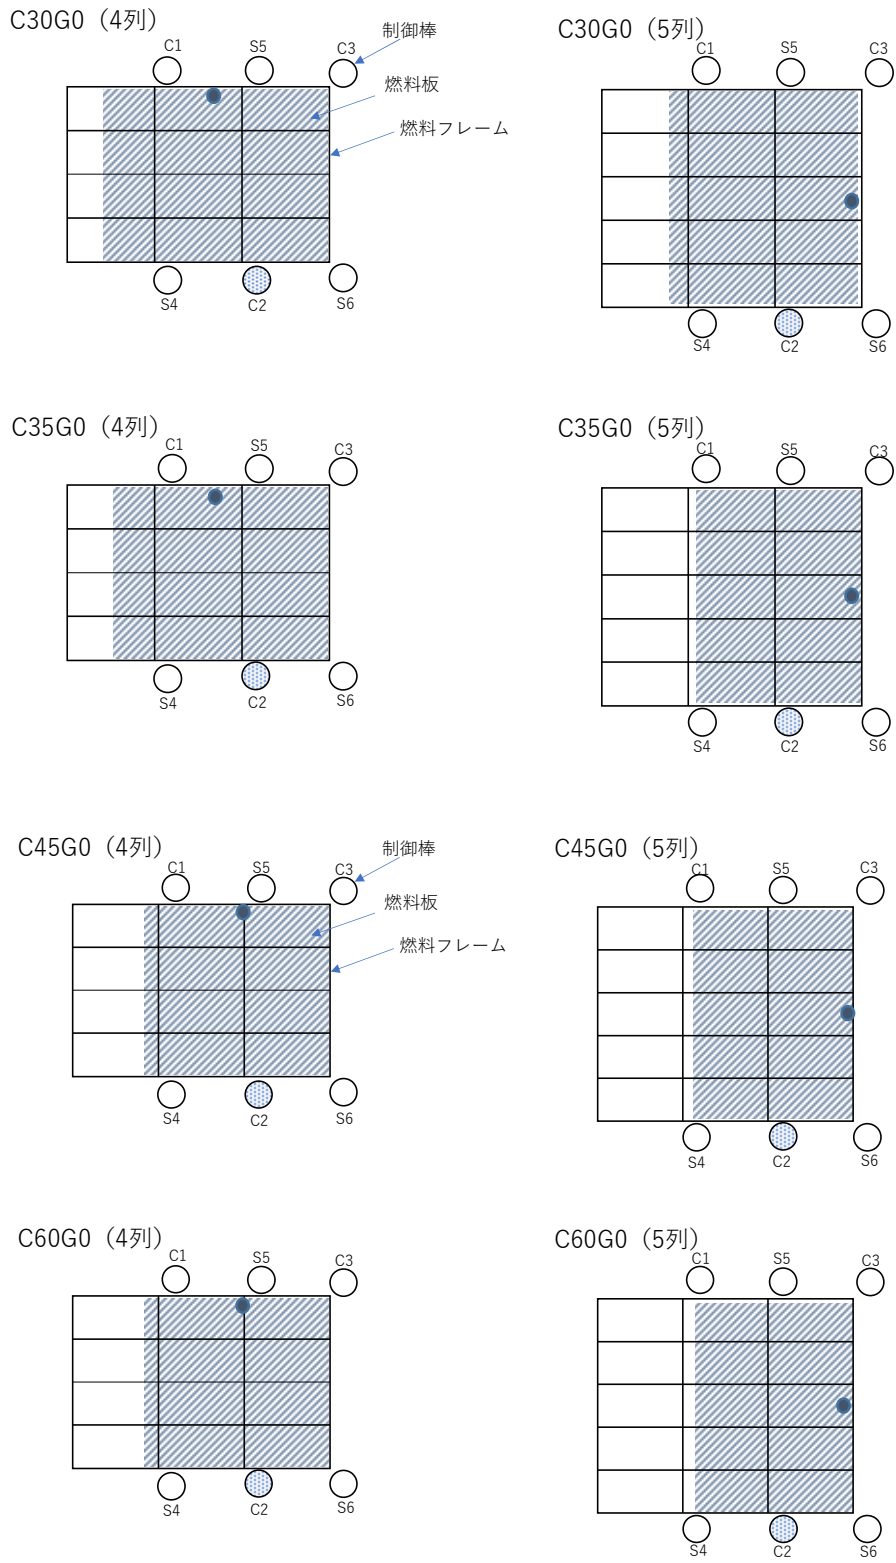 C30G0（4列）
C1 S5 C3
制御棒
燃料板
燃料フレーム
S4 C2 S6
C30G0（5列）
C1 S5 C3
S4 C2 S6
C35G0（4列）
C1 S5 C3
S4 C2 S6
C35G0（5列）
C1 S5 C3
S4 C2 S6
C45G0（4列）
C1 S5 C3
制御棒
燃料板
燃料フレーム
S4 C2 S6
C45G0（5列）
C1 S5 C3
S4 C2 S6
C60G0（4列）
C1 S5 C3
S4 C2 S6
C60G0（5列）
C1 S5 C3
S4 C2 S6